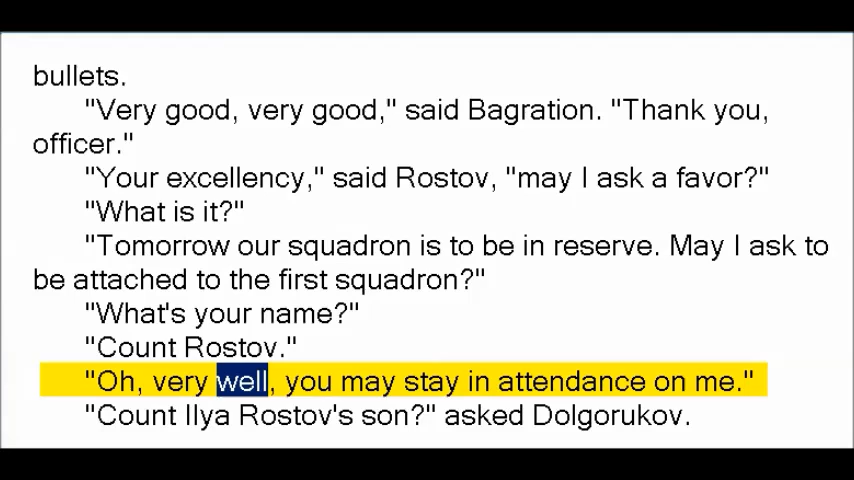 bullets.
"Very good, very good," said Bagration. "Thank you,
officer."
"Your excellency," said Rostov, "may I ask a favor?"
"What is it?"
"Tomorrow our squadron is to be in reserve. May I ask to
be attached to the first squadron?"
"What's your name?"
"Count Rostov."
"Oh, very well, you may stay in attendance on me."
"Count Ilya Rostov's son?" asked Dolgorukov.